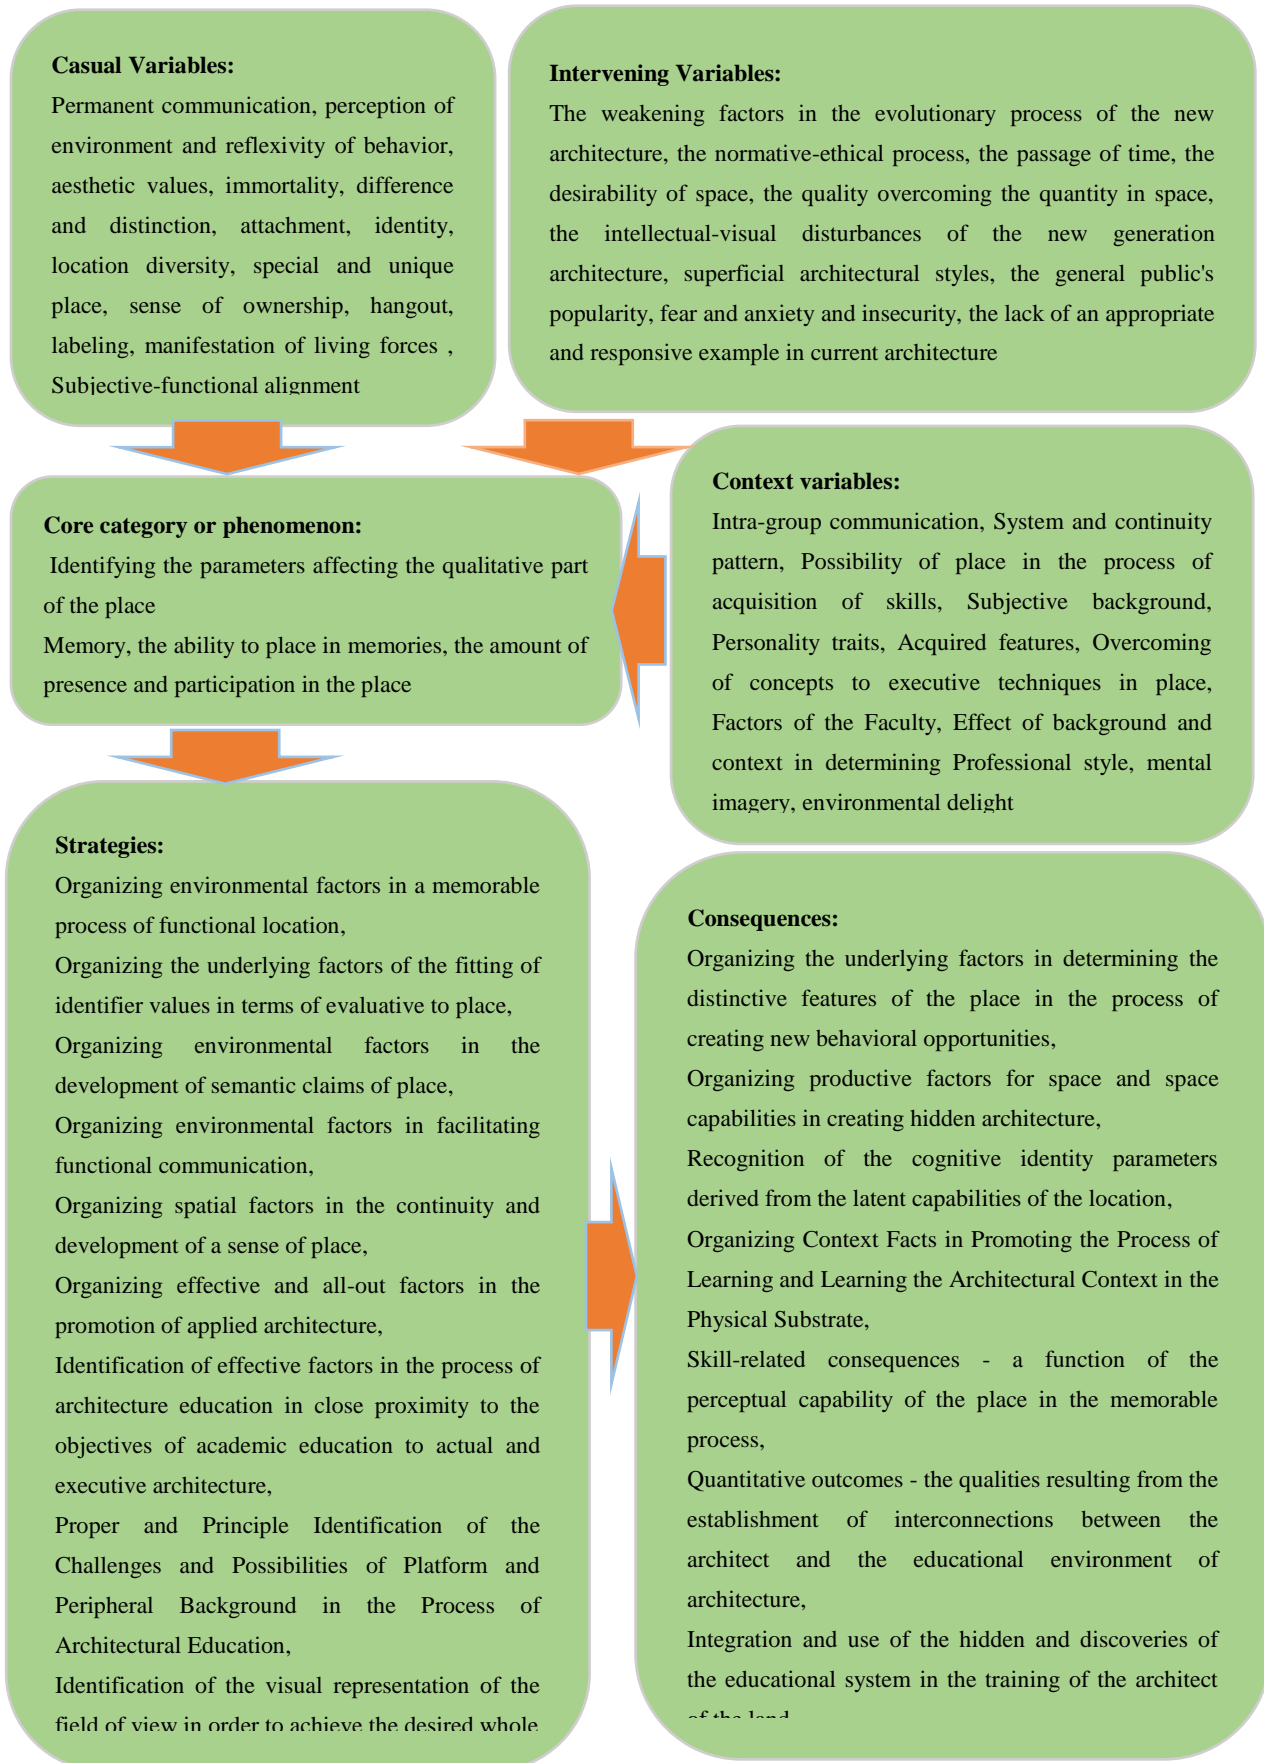 Casual Variables:
Permanent communication, perception of
environment and reflexivity of behavior,
aesthetic values, immortality, difference
and distinction, attachment, identity,
location diversity, special and unique
place, sense of ownership, hangout,
labeling, manifestation of living forces ,
Subjective-functional alignment
Intervening Variables:
The weakening factors in the evolutionary process of the new
architecture, the normative-ethical process, the passage of time, the
desirability of space, the quality overcoming the quantity in space,
the intellectual-visual disturbances of the new generation
architecture, superficial architectural styles, the general public's
popularity, fear and anxiety and insecurity, the lack of an appropriate
and responsive example in current architecture
Core category or phenomenon:
Identifying the parameters affecting the qualitative part
of the place
Memory, the ability to place in memories, the amount of
presence and participation in the place
Context variables:
Intra-group communication, System and continuity
pattern, Possibility of place in the process of
acquisition of skills, Subjective background,
Personality traits, Acquired features, Overcoming
of concepts to executive techniques in place,
Factors of the Faculty, Effect of background and
context in determining Professional style, mental
imagery, environmental delight
Strategies:
Organizing environmental factors in a memorable
process of functional location,
Organizing the underlying factors of the fitting of
identifier values in terms of evaluative to place,
Organizing environmental factors in the
development of semantic claims of place,
Organizing environmental factors in facilitating
functional communication,
Organizing spatial factors in the continuity and
development of a sense of place,
Organizing effective and all-out factors in the
promotion of applied architecture,
Identification of effective factors in the process of
architecture education in close proximity to the
objectives of academic education to actual and
executive architecture,
Proper and Principle Identification of the
Challenges and Possibilities of Platform and
Peripheral Background in the Process of
Architectural Education,
Identification of the visual representation of the
field of view in order to achieve the desired whole
Consequences:
Organizing the underlying factors in determining the
distinctive features of the place in the process of
creating new behavioral opportunities,
Organizing productive factors for space and space
capabilities in creating hidden architecture,
Recognition of the cognitive identity parameters
derived from the latent capabilities of the location,
Organizing Context Facts in Promoting the Process of
Learning and Learning the Architectural Context in the
Physical Substrate,
Skill-related consequences - a function of the
perceptual capability of the place in the memorable
process,
Quantitative outcomes - the qualities resulting from the
establishment of interconnections between the
architect and the educational environment of
architecture,
Integration and use of the hidden and discoveries of
the educational system in the training of the architect
of the land